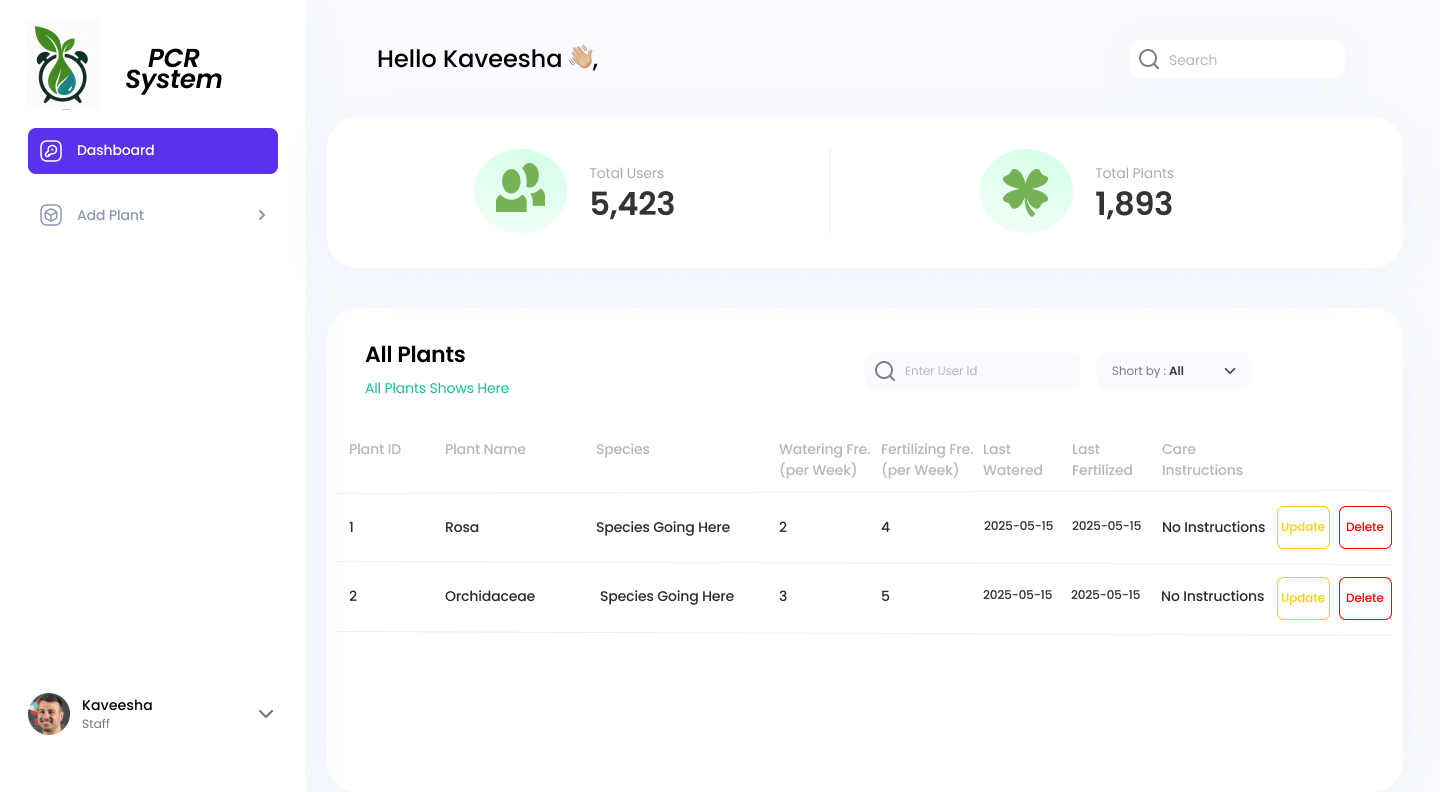 PCR
System
Hello Kaveesha 👋🏼,
Search
Dashboard
Add Plant
Total Users
5,423
Total Plants
1,893
All Plants
All Plants Shows Here
Enter User Id
Short by : All
Plant ID Plant Name Species Watering Fre. (per Week) Fertilizing Fre. (per Week) Last Watered Last Fertilized Care Instructions
1 Rosa Species Going Here 2 4 2025-05-15 2025-05-15 No Instructions Update Delete
2 Orchidaceae Species Going Here 3 5 2025-05-15 2025-05-15 No Instructions Update Delete
Kaveesha
Staff